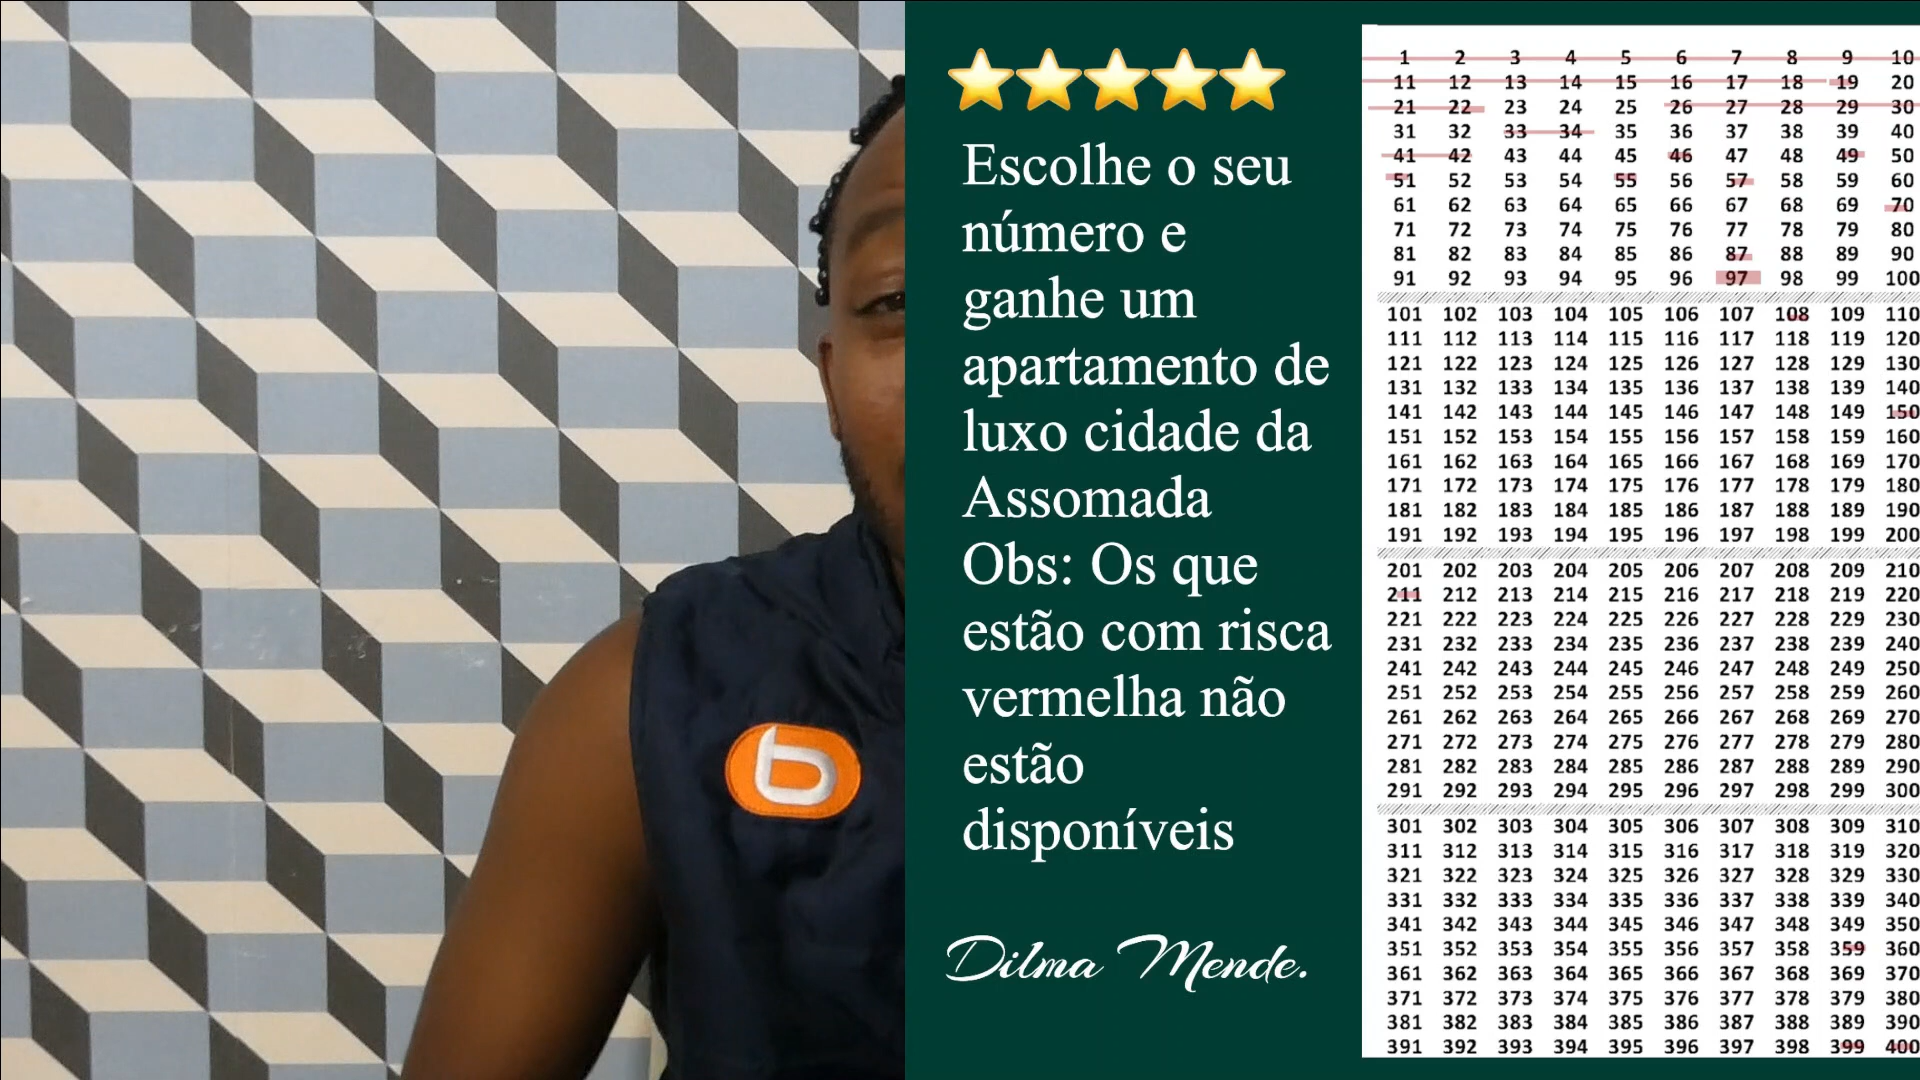 ⭐⭐⭐⭐⭐
Escolhe o seu
número e
ganhe um
apartamento de
luxo cidade da
Assomada
Obs: Os que
estão com risca
vermelha não
estão
disponíveis
Dilma Mende.
b
1 2 3 4 5 6 7 8 9 10
11 12 13 14 15 16 17 18 19 20
21 22 23 24 25 26 27 28 29 30
31 32 33 34 35 36 37 38 39 40
41 42 43 44 45 46 47 48 49 50
51 52 53 54 55 56 57 58 59 60
61 62 63 64 65 66 67 68 69 70
71 72 73 74 75 76 77 78 79 80
81 82 83 84 85 86 87 88 89 90
91 92 93 94 95 96 97 98 99 100
101 102 103 104 105 106 107 108 109 110
111 112 113 114 115 116 117 118 119 120
121 122 123 124 125 126 127 128 129 130
131 132 133 134 135 136 137 138 139 140
141 142 143 144 145 146 147 148 149 150
151 152 153 154 155 156 157 158 159 160
161 162 163 164 165 166 167 168 169 170
171 172 173 174 175 176 177 178 179 180
181 182 183 184 185 186 187 188 189 190
191 192 193 194 195 196 197 198 199 200
201 202 203 204 205 206 207 208 209 210
211 212 213 214 215 216 217 218 219 220
221 222 223 224 225 226 227 228 229 230
231 232 233 234 235 236 237 238 239 240
241 242 243 244 245 246 247 248 249 250
251 252 253 254 255 256 257 258 259 260
261 262 263 264 265 266 267 268 269 270
271 272 273 274 275 276 277 278 279 280
281 282 283 284 285 286 287 288 289 290
291 292 293 294 295 296 297 298 299 300
301 302 303 304 305 306 307 308 309 310
311 312 313 314 315 316 317 318 319 320
321 322 323 324 325 326 327 328 329 330
331 332 333 334 335 336 337 338 339 340
341 342 343 344 345 346 347 348 349 350
351 352 353 354 355 356 357 358 359 360
361 362 363 364 365 366 367 368 369 370
371 372 373 374 375 376 377 378 379 380
381 382 383 384 385 386 387 388 389 390
391 392 393 394 395 396 397 398 399 400